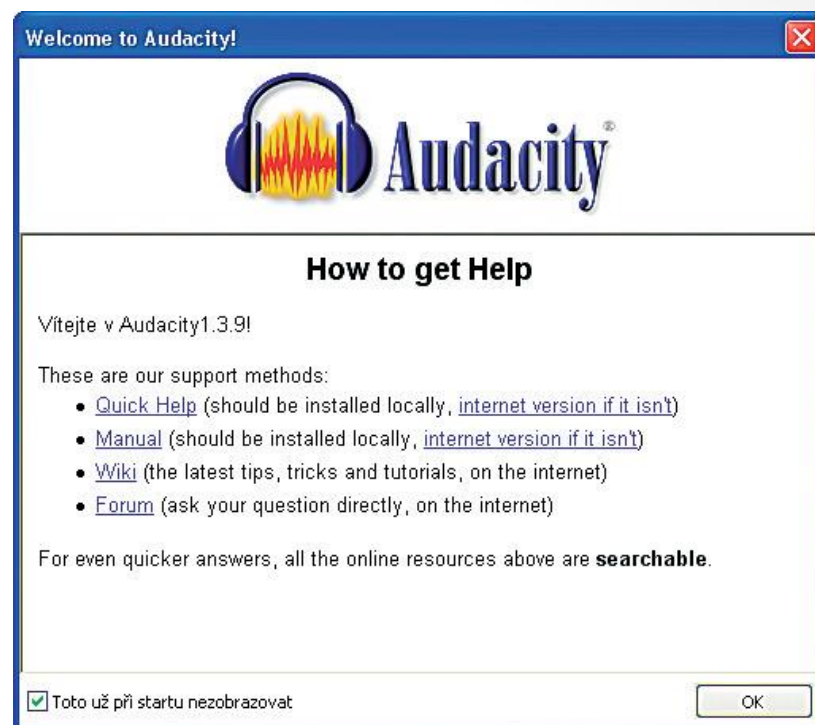 Welcome to Audacity!
Audacity®
How to get Help
Vítejte v Audacity1.3.9!
These are our support methods:
• Quick Help (should be installed locally, internet version if it isn't)
• Manual (should be installed locally, internet version if it isn't)
• Wiki (the latest tips, tricks and tutorials, on the internet)
• Forum (ask your question directly, on the internet)
For even quicker answers, all the online resources above are searchable.
Toto už při startu nezobrazovat
OK